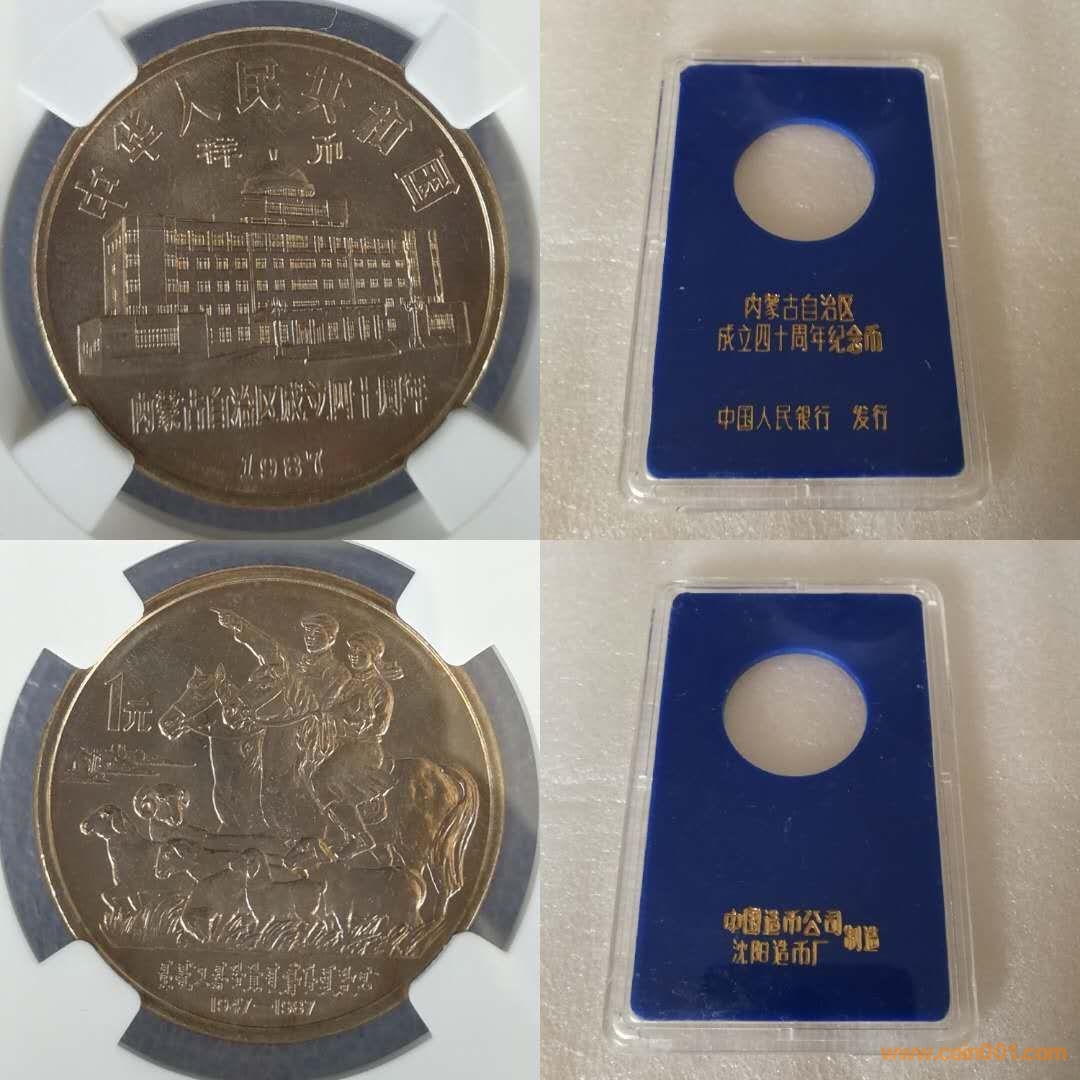 中华人民共和国
样币
内蒙古自治区成立四十周年
1987
内蒙古自治区
成立四十周年纪念币
中国人民银行 发行
1元
1947-1987
中国造币公司
沈阳造币厂
制造
www.coin001.com